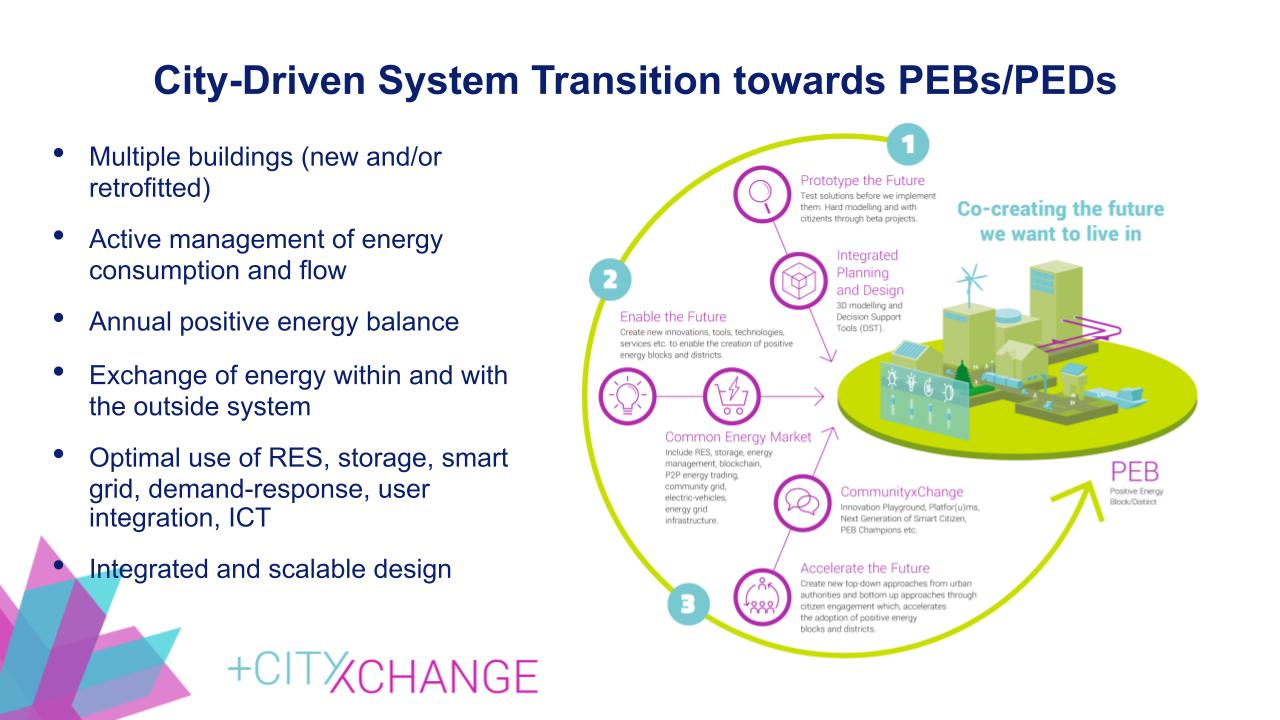 City-Driven System Transition towards PEBs/PEDs
• Multiple buildings (new and/or
retrofitted)
• Active management of energy
consumption and flow
• Annual positive energy balance
• Exchange of energy within and with
the outside system
• Optimal use of RES, storage, smart
grid, demand-response, user
integration, ICT
• Integrated and scalable design
+CITYXCHANGE
1
Prototype the Future
Test solutions before we implement
them. Hard modelling and with
citizens through beta projects.
Integrated
Planning
and Design
3D modelling and
Decision Support
Tools (DST).
Co-creating the future
we want to live in
2
Enable the Future
Create new innovations, tools, technologies,
services etc. to enable the creation of positive
energy blocks and districts.
Common Energy Market
Include RES, storage, energy
management, blockchain,
P2P energy trading,
community grid,
electric-vehicles,
energy grid
infrastructure.
CommunityxChange
Innovation Playground, Platfor(u)ms,
Next Generation of Smart Citizen,
PEB Champions etc.
3
Accelerate the Future
Create new top-down approaches from urban
authorities and bottom up approaches through
citizen engagement which, accelerates
the adoption of positive energy
blocks and districts.
PEB
Positive Energy
Block/Distirct